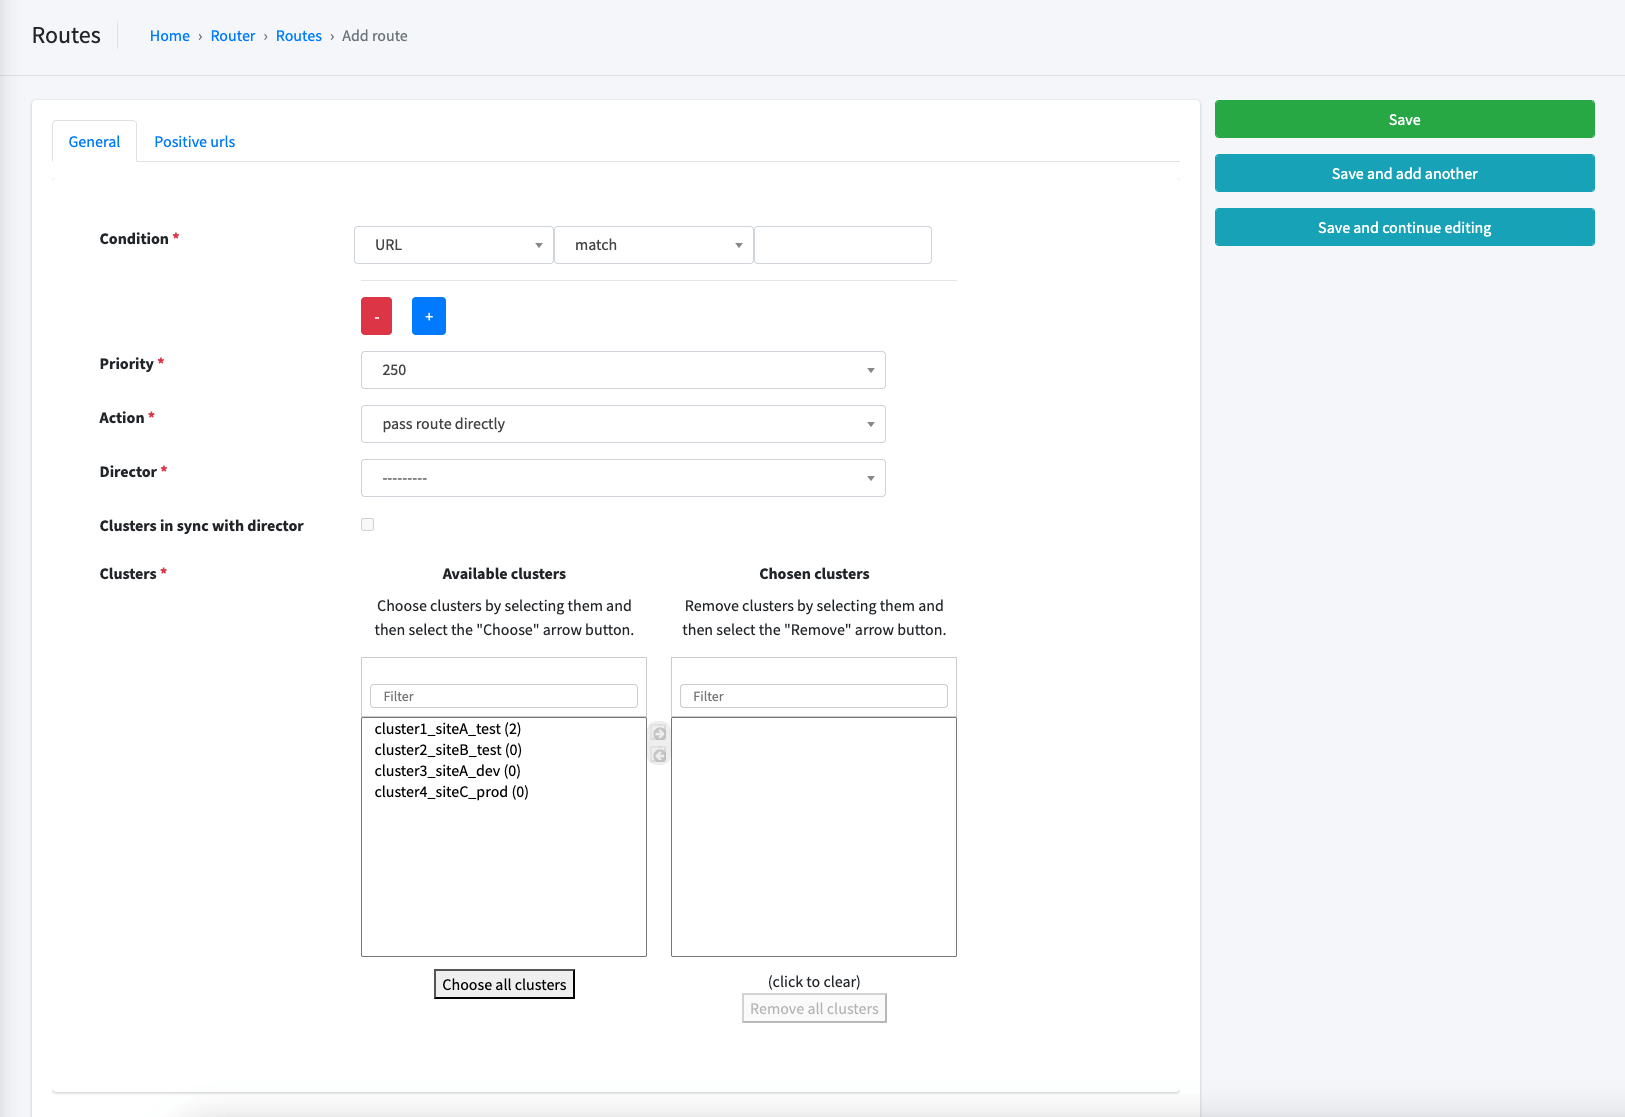 Routes
Home › Router › Routes › Add route
General
Positive urls
Save
Save and add another
Save and continue editing
Condition *
URL
match
-
+
Priority *
250
Action *
pass route directly
Director *
---------
Clusters in sync with director
Clusters *
Available clusters
Choose clusters by selecting them and
then select the "Choose" arrow button.
Filter
cluster1_siteA_test (2)
cluster2_siteB_test (0)
cluster3_siteA_dev (0)
cluster4_siteC_prod (0)
Choose all clusters
Chosen clusters
Remove clusters by selecting them and
then select the "Remove" arrow button.
Filter
(click to clear)
Remove all clusters